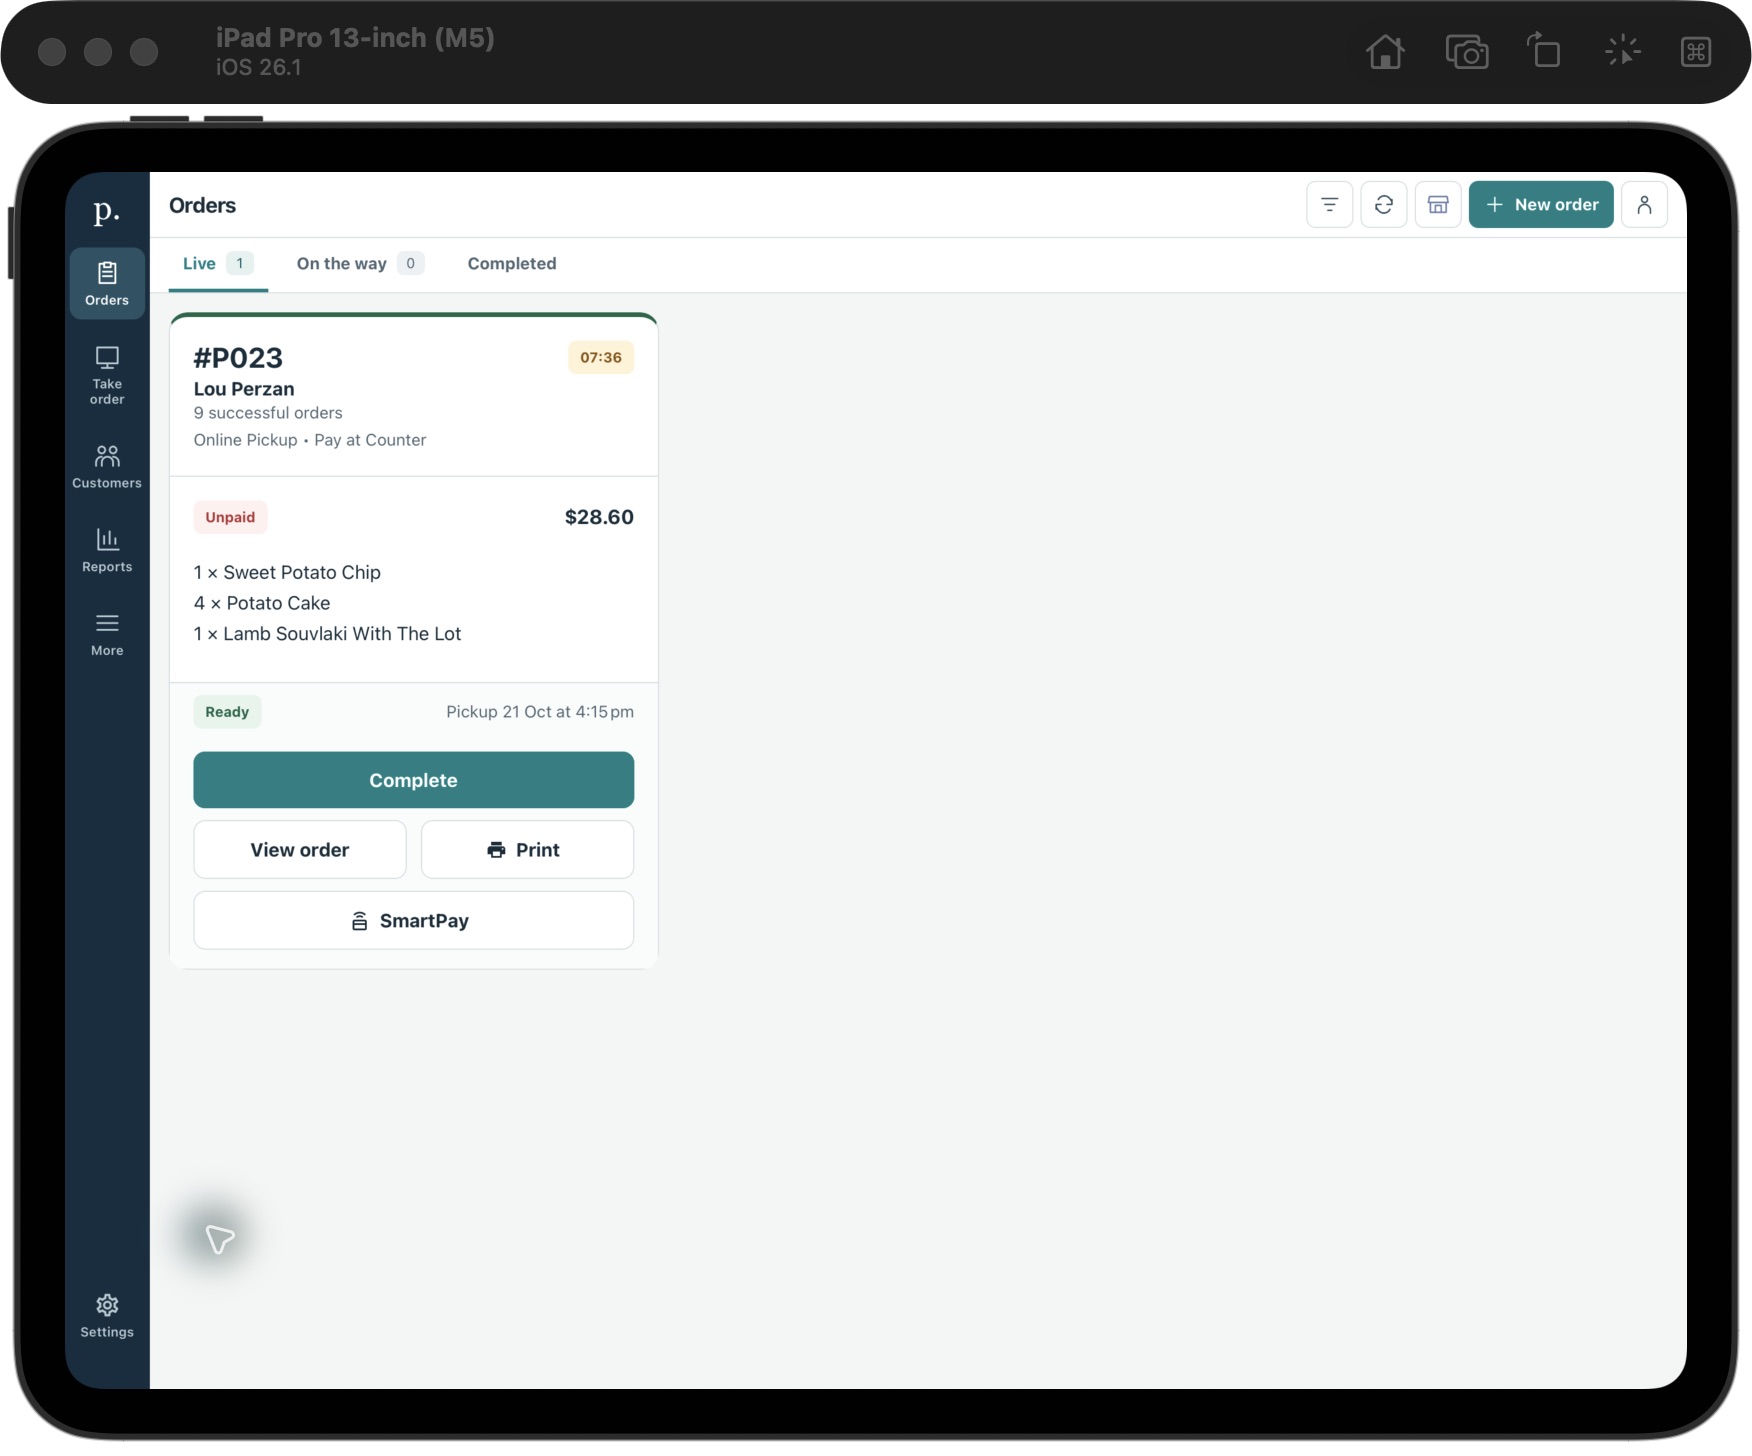 iPad Pro 13-inch (M5)
iOS 26.1
p.
Orders
New order
Live 1
On the way 0
Completed
Orders
Take
order
Customers
Reports
More
Settings
#P023
07:36
Lou Perzan
9 successful orders
Online Pickup • Pay at Counter
Unpaid
$28.60
1 × Sweet Potato Chip
4 × Potato Cake
1 × Lamb Souvlaki With The Lot
Ready
Pickup 21 Oct at 4:15 pm
Complete
View order
Print
SmartPay